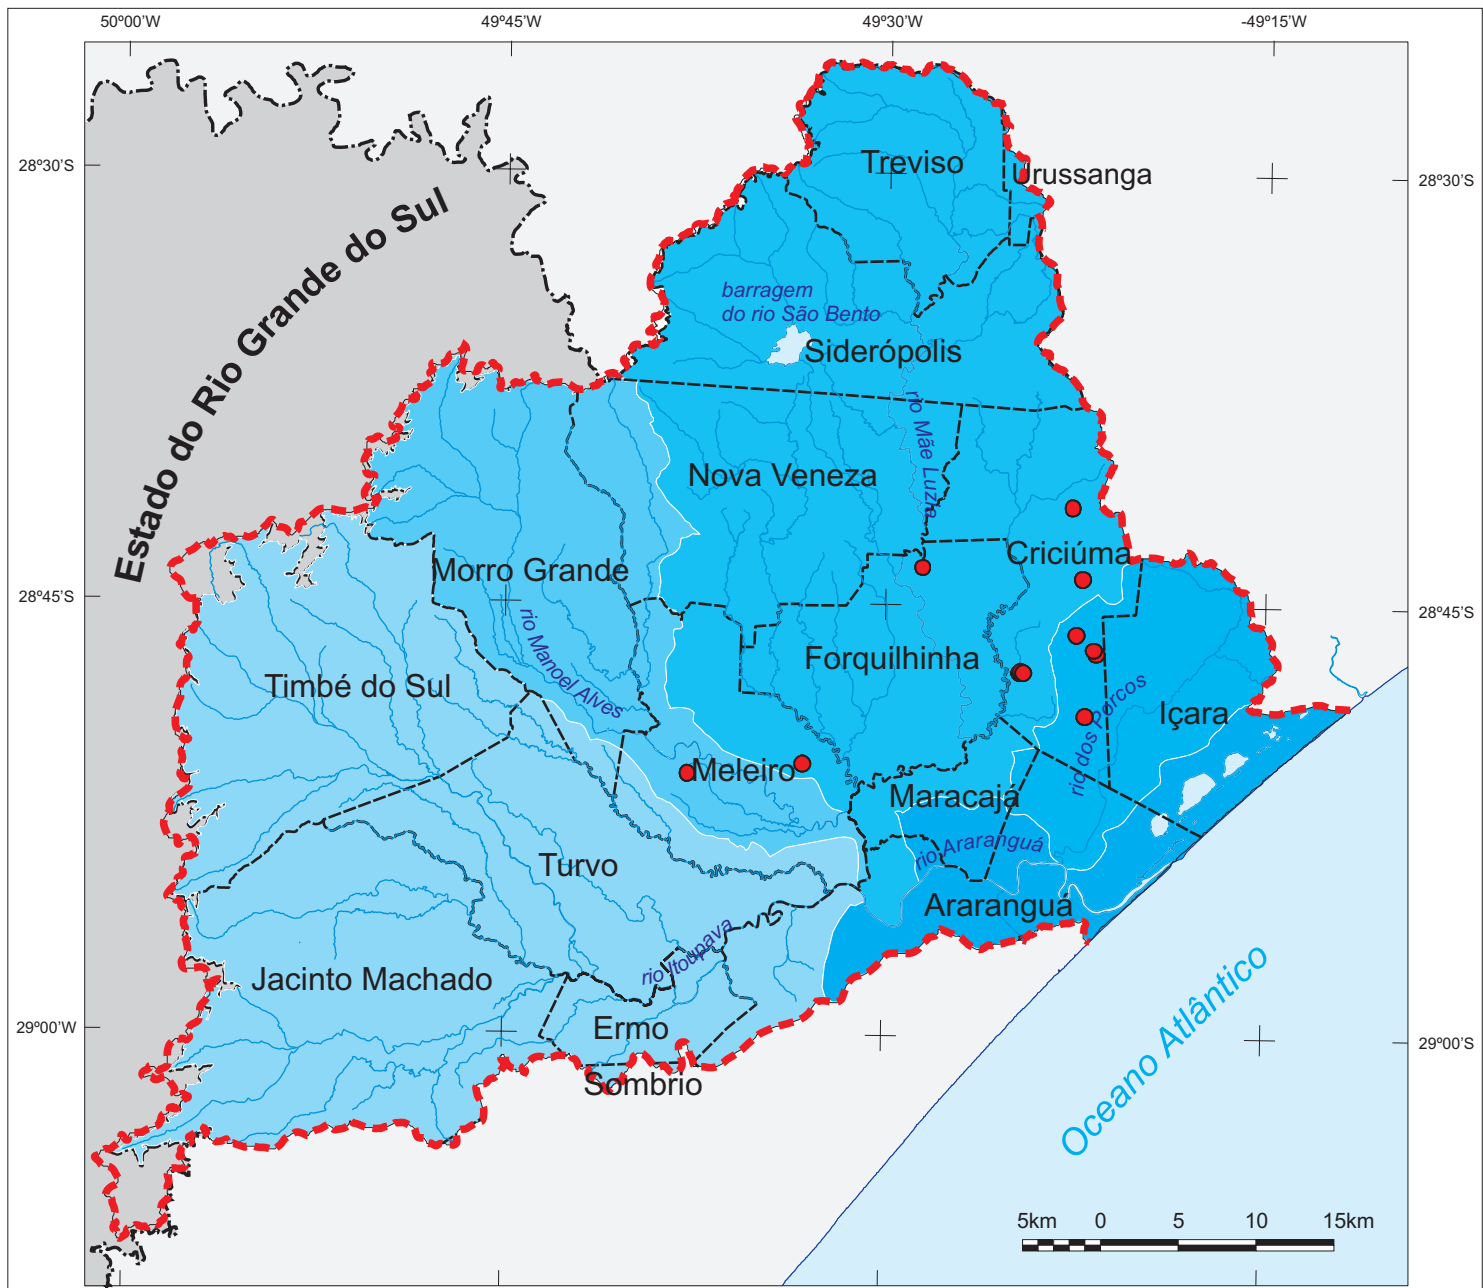 50°00’W 49°45’W 49°30’W -49°15’W
28°30’S
28°30’S
Treviso
Urussanga
Estado do Rio Grande do Sul
barragem
do rio São Bento
Siderópolis
rio Mãe Luzia
Nova Veneza
Criciúma
Morro Grande
28°45’S
28°45’S
rio Manoel Alves
Forquilhinha
Timbé do Sul
rio dos Porcos
Içara
Meleiro
Maracajá
rio Araranguá
Turvo
Araranguá
rio Itoupava
Jacinto Machado
Oceano Atlântico
29°00’W
Ermo
29°00’S
Sombrio
5km 0 5 10 15km